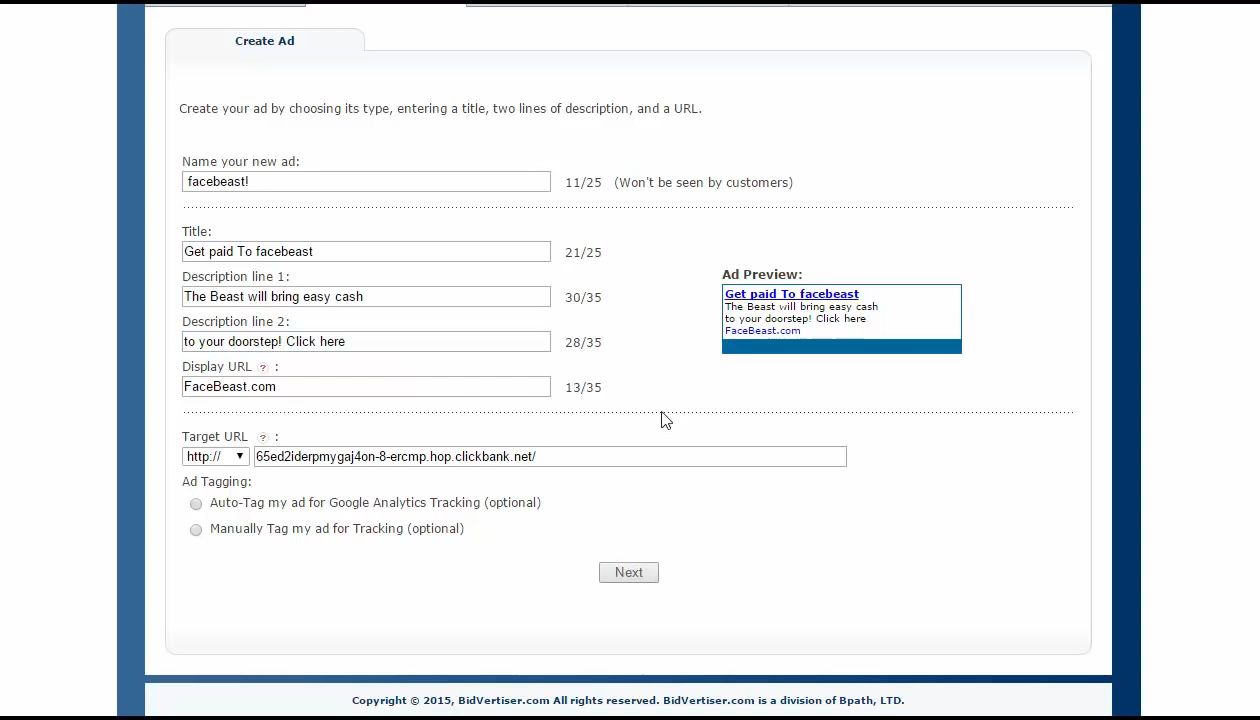 Create Ad
Create your ad by choosing its type, entering a title, two lines of description, and a URL.
Name your new ad:
facebeast! 11/25 (Won't be seen by customers)
Title:
Get paid To facebeast 21/25
Description line 1:
The Beast will bring easy cash 30/35
Description line 2:
to your doorstep! Click here 28/35
Display URL ? :
FaceBeast.com 13/35
Ad Preview:
Get paid To facebeast
The Beast will bring easy cash
to your doorstep! Click here
FaceBeast.com
Target URL ? :
http:// 65ed2iderpmygaj4on-8-ercmp.hop.clickbank.net/
Ad Tagging:
Auto-Tag my ad for Google Analytics Tracking (optional)
Manually Tag my ad for Tracking (optional)
Next
Copyright © 2015, BidVertiser.com All rights reserved. BidVertiser.com is a division of Bpath, LTD.